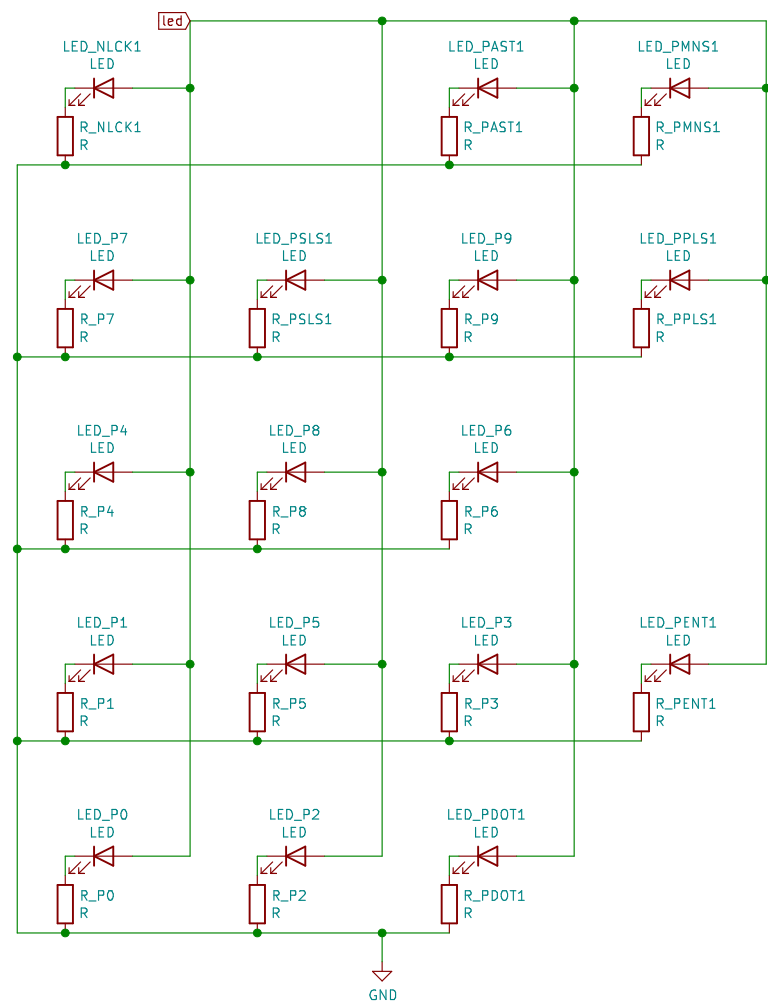 led
LED_NLCK1
LED
LED_PAST1
LED
LED_PMNS1
LED
R_NLCK1
R
R_PAST1
R
R_PMNS1
R
LED_P7
LED
LED_PSLS1
LED
LED_P9
LED
LED_PPLS1
LED
R_P7
R
R_PSLS1
R
R_P9
R
R_PPLS1
R
LED_P4
LED
LED_P8
LED
LED_P6
LED
R_P4
R
R_P8
R
R_P6
R
LED_P1
LED
LED_P5
LED
LED_P3
LED
LED_PENT1
LED
R_P1
R
R_P5
R
R_P3
R
R_PENT1
R
LED_P0
LED
LED_P2
LED
LED_PDOT1
LED
R_P0
R
R_P2
R
R_PDOT1
R
GND